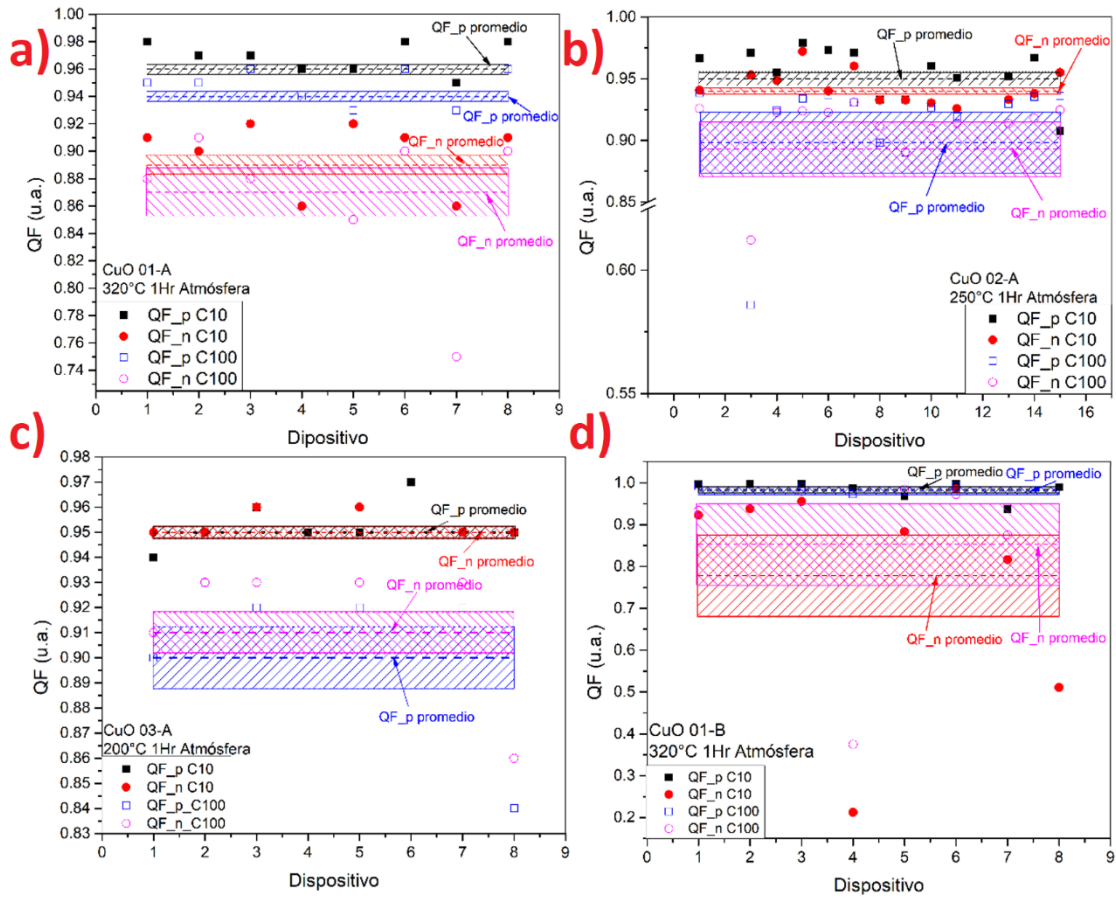 a)
1.00
0.98
0.96
0.94
0.92
0.90
0.88
0.86
0.84
0.82
0.80
0.78
0.76
0.74
QF (u.a.)
QF_p promedio
QF_p promedio
QF_n promedio
QF_n promedio
CuO 01-A
320°C 1Hr Atmósfera
QF_p C10
QF_n C10
QF_p C100
QF_n C100
0 1 2 3 4 5 6 7 8 9
Dipositivo
b)
1.00
0.95
0.90
0.85
0.60
0.55
QF (u.a.)
QF_p promedio
QF_n promedio
QF_p promedio
QF_n promedio
CuO 02-A
250°C 1Hr Atmósfera
QF_p C10
QF_n C10
QF_p C100
QF_n C100
0 2 4 6 8 10 12 14 16
Dispositivo
c)
0.98
0.97
0.96
0.95
0.94
0.93
0.92
0.91
0.90
0.89
0.88
0.87
0.86
0.85
0.84
0.83
QF (u.a.)
QF_p promedio
QF_n promedio
QF_n promedio
QF_p promedio
CuO 03-A
200°C 1Hr Atmósfera
QF_p C10
QF_n C10
QF_p_C100
QF_n_C100
0 1 2 3 4 5 6 7 8 9
Dispositivo
d)
1.0
0.9
0.8
0.7
0.6
0.5
0.4
0.3
0.2
QF (u.a.)
QF_p promedio
QF_p promedio
QF_n promedio
QF_n promedio
CuO 01-B
320°C 1Hr Atmósfera
QF_p C10
QF_n C10
QF_p C100
QF_n C100
0 1 2 3 4 5 6 7 8 9
Dispositivo